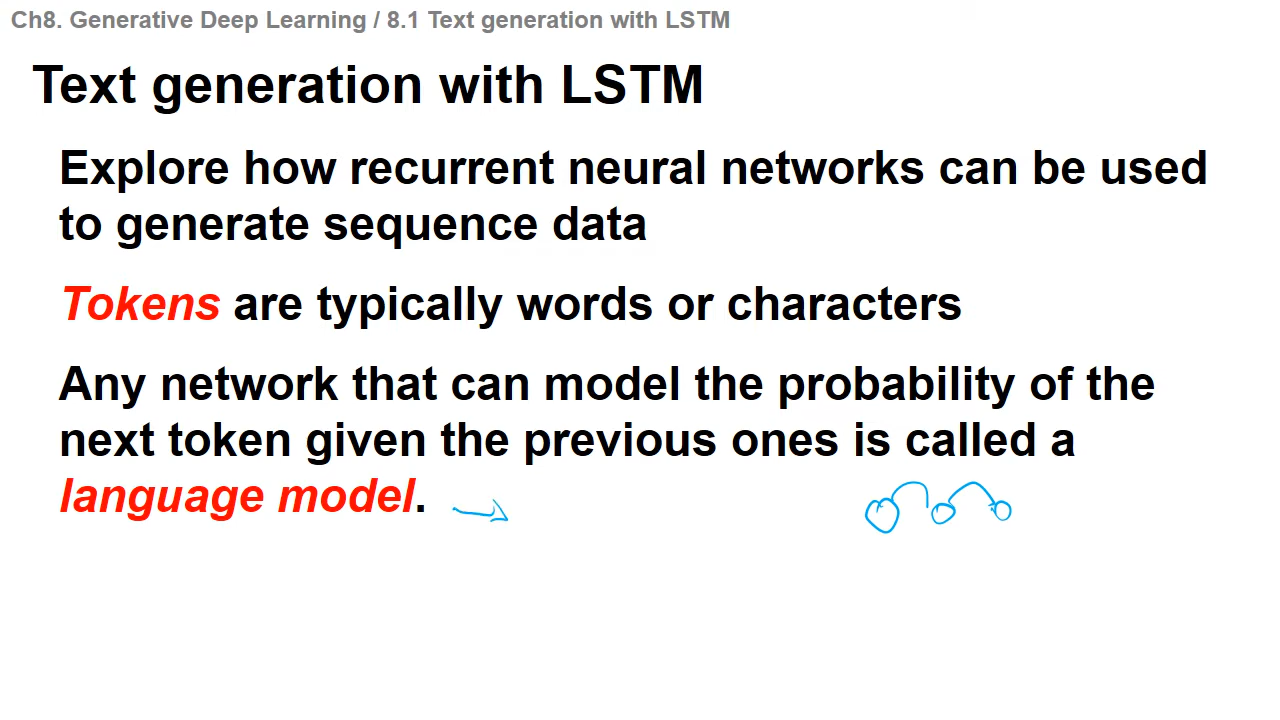 Ch8. Generative Deep Learning / 8.1 Text generation with LSTM
Text generation with LSTM
Explore how recurrent neural networks can be used
to generate sequence data
Tokens are typically words or characters
Any network that can model the probability of the
next token given the previous ones is called a
language model.